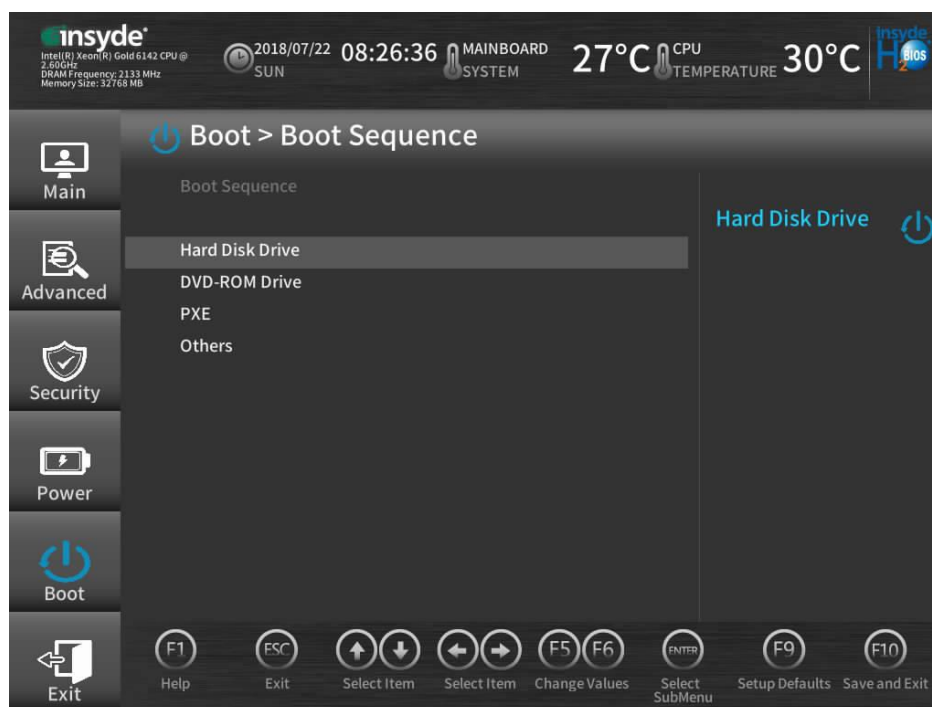 insyde®
Intel(R) Xeon(R) Gold 6142 CPU @
2.60GHz
DRAM Frequency: 2133 MHz
Memory Size: 32768 MB
2018/07/22
SUN
08:26:36
MAINBOARD
SYSTEM
27°C
CPU
TEMPERATURE
30°C
insyde
H2O
BIOS
Boot > Boot Sequence
Main
Advanced
Security
Power
Boot
Exit
Boot Sequence
Hard Disk Drive
DVD-ROM Drive
PXE
Others
Hard Disk Drive
F1
Help
ESC
Exit
Select Item
Select Item
F5 F6
Change Values
ENTER
Select
SubMenu
F9
Setup Defaults
F10
Save and Exit